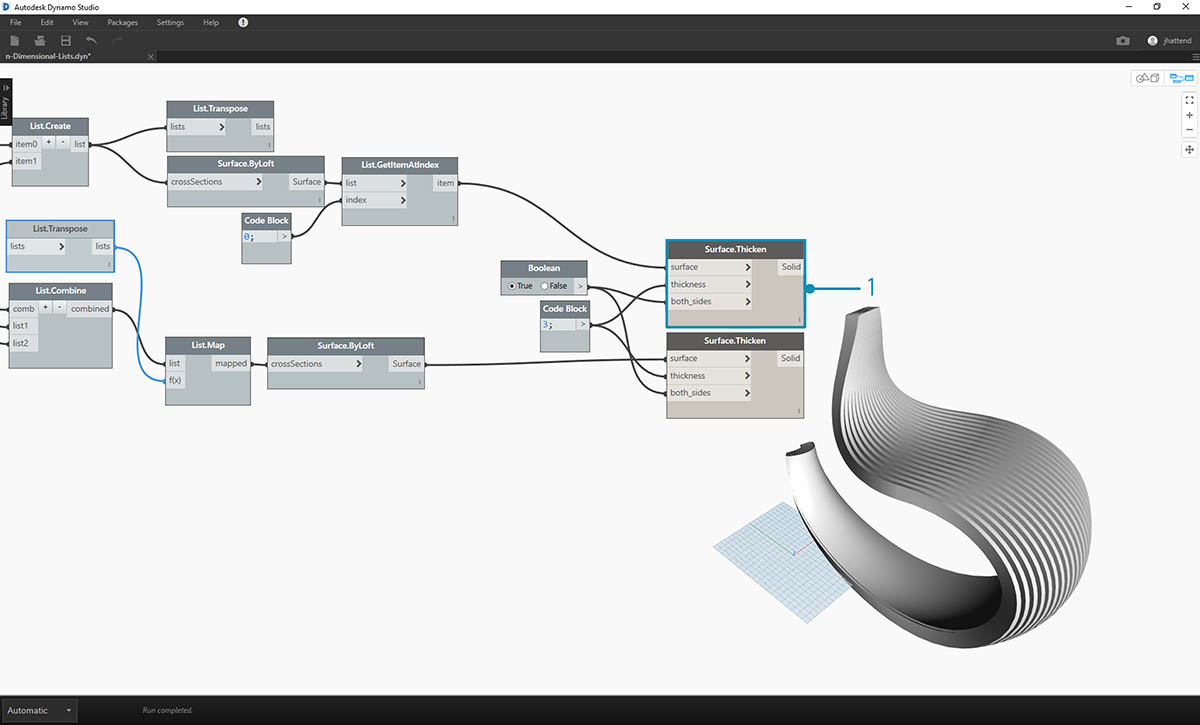 Autodesk Dynamo Studio
File Edit View Packages Settings Help
jhattend
n-Dimensional-Lists.dyn*
Library
List.Create
item0 + - list
item1
List.Transpose
lists > lists
Surface.ByLoft
crossSections > Surface
List.GetItemAtIndex
list > item
index >
Code Block
0; >
List.Transpose
lists > lists
List.Combine
comb + - combined
list1
list2
List.Map
list mapped
f(x)
Surface.ByLoft
crossSections > Surface
Boolean
True False >
Code Block
3; >
Surface.Thicken
surface > Solid
thickness >
both_sides >
1
Surface.Thicken
surface > Solid
thickness >
both_sides >
Automatic
Run completed.